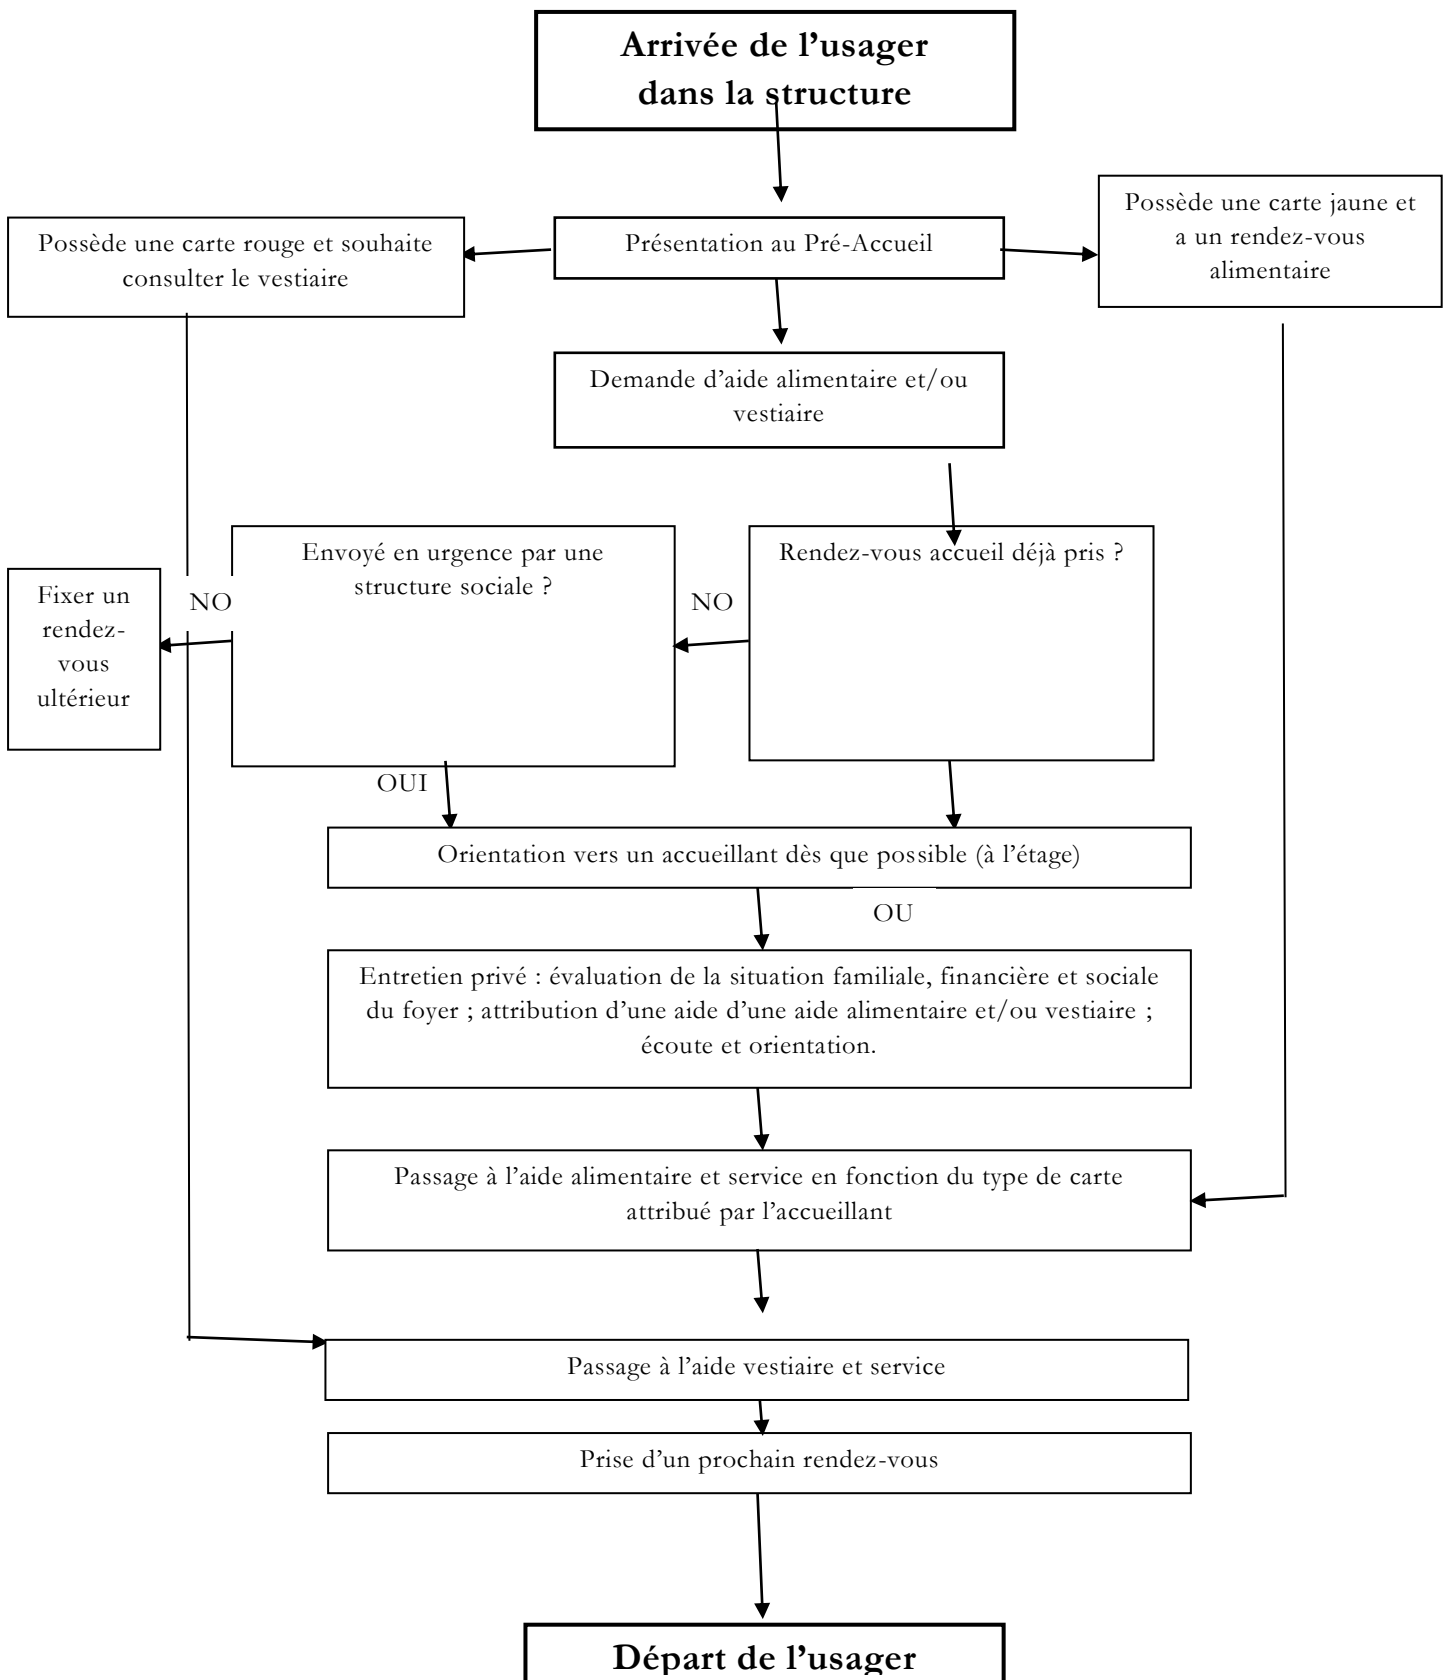 Arrivée de l’usager
dans la structure
Possède une carte rouge et souhaite
consulter le vestiaire
Présentation au Pré-Accueil
Possède une carte jaune et
a un rendez-vous
alimentaire
Demande d’aide alimentaire et/ou
vestiaire
Fixer un
rendez-
vous
ultérieur
NO
Envoyé en urgence par une
structure sociale ?
NO
Rendez-vous accueil déjà pris ?
OUI
Orientation vers un accueillant dès que possible (à l’étage)
OU
Entretien privé : évaluation de la situation familiale, financière et sociale
du foyer ; attribution d’une aide d’une aide alimentaire et/ou vestiaire ;
écoute et orientation.
Passage à l’aide alimentaire et service en fonction du type de carte
attribué par l’accueillant
Passage à l’aide vestiaire et service
Prise d’un prochain rendez-vous
Départ de l’usager